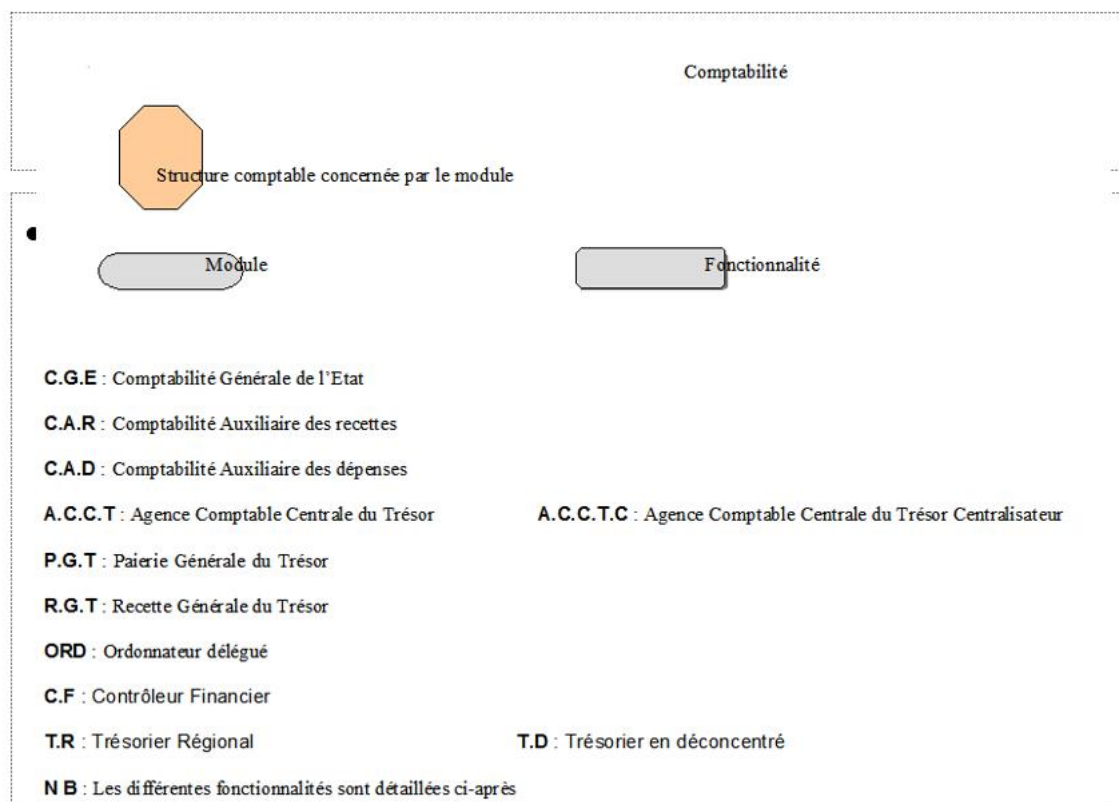 Comptabilité
Structure comptable concernée par le module
Module Fonctionnalité
C.G.E : Comptabilité Générale de l'Etat
C.A.R : Comptabilité Auxiliaire des recettes
C.A.D : Comptabilité Auxiliaire des dépenses
A.C.C.T : Agence Comptable Centrale du Trésor A.C.C.T.C : Agence Comptable Centrale du Trésor Centralisateur
P.G.T : Paierie Générale du Trésor
R.G.T : Recette Générale du Trésor
ORD : Ordonnateur délégué
C.F : Contrôleur Financier
T.R : Trésorier Régional T.D : Trésorier en déconcentré
N B : Les différentes fonctionnalités sont détaillées ci-après